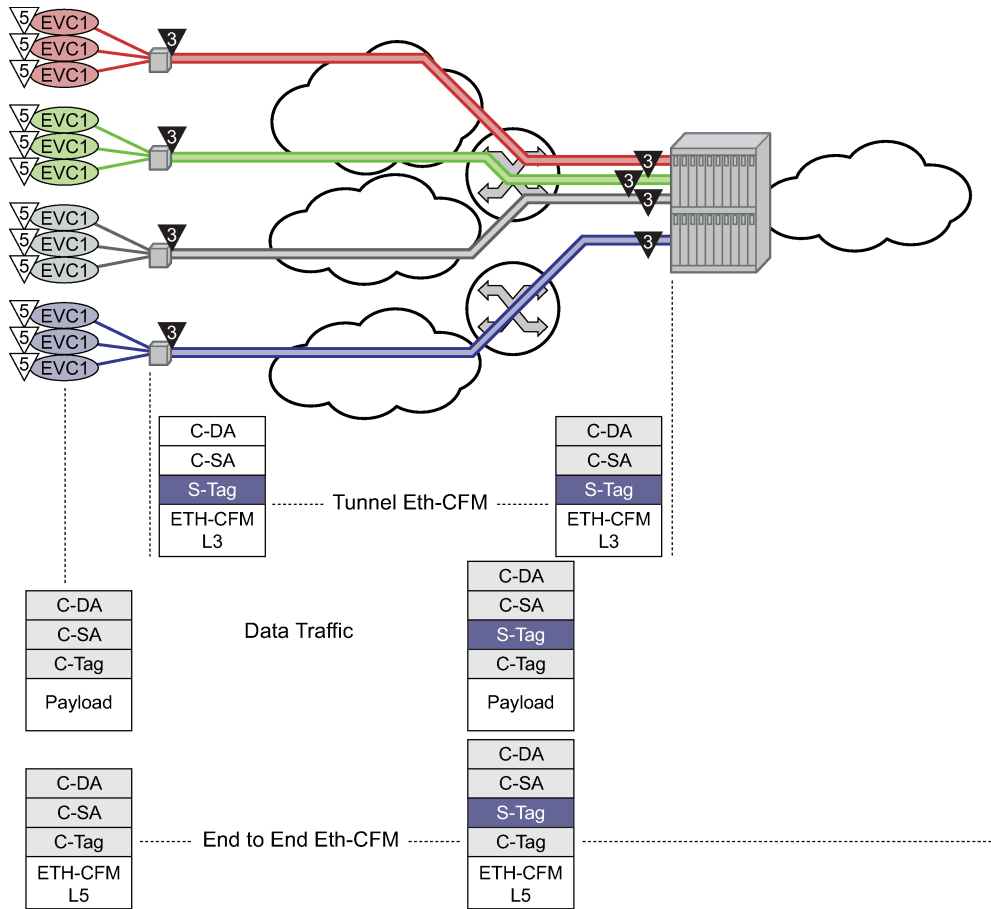 5 EVC1
5 EVC1
5 EVC1
3
5 EVC1
5 EVC1
5 EVC1
3
3
3
5 EVC1
5 EVC1
5 EVC1
3
3
5 EVC1
5 EVC1
5 EVC1
3
3
C-DA
C-SA
S-Tag
ETH-CFM
L3
Tunnel Eth-CFM
C-DA
C-SA
S-Tag
ETH-CFM
L3
C-DA
C-SA
C-Tag
Payload
Data Traffic
C-DA
C-SA
S-Tag
C-Tag
Payload
C-DA
C-SA
C-Tag
ETH-CFM
L5
End to End Eth-CFM
C-DA
C-SA
S-Tag
C-Tag
ETH-CFM
L5